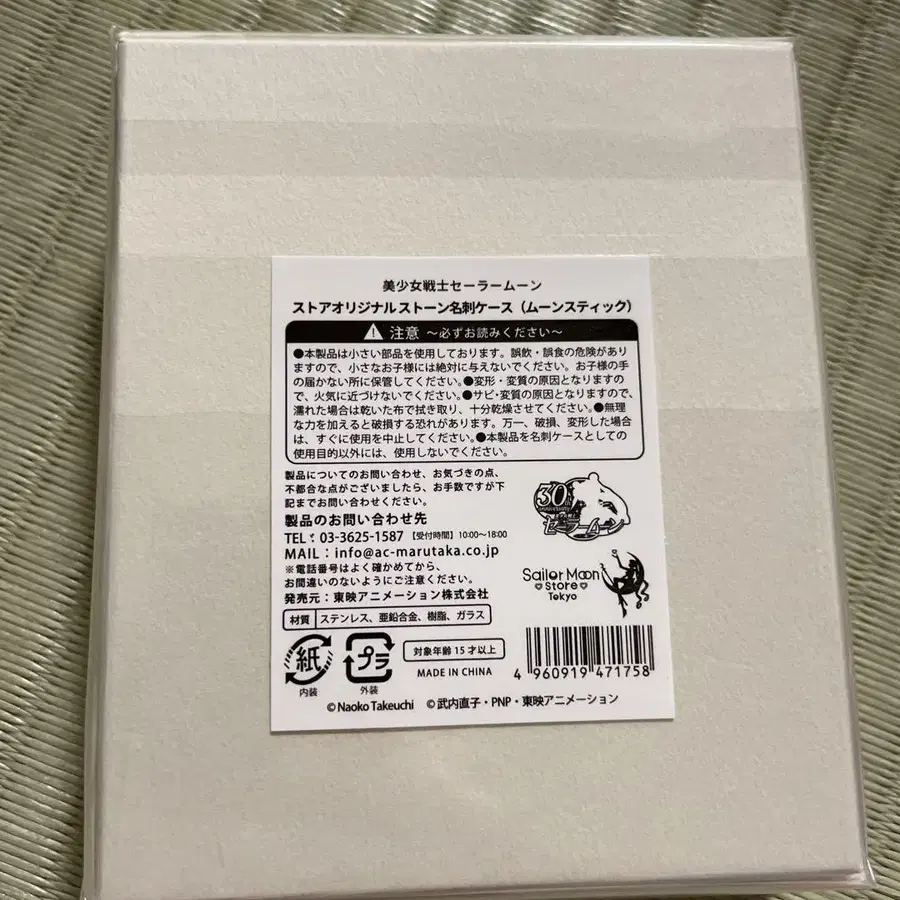 美少女戦士セーラームーン
ストアオリジナル ストーン名刺ケース（ムーンスティック）
注意 ～必ずお読みください～
●本製品は小さい部品を使用しております。誤飲・誤食の危険があり
ますので、小さなお子様には絶対に与えないでください。お子様の手
の届かない所に保管してください。●変形・変質の原因となりますの
で、火気に近づけないでください。●サビ・変質の原因となりますので、
濡れた場合は乾いた布で拭き取り、十分乾燥させてください。●無理
な力を加えると破損する恐れがあります。万一、破損、変形した場合
は、すぐに使用を中止してください。●本製品を名刺ケースとしての
使用目的以外には、使用しないでください。
製品についてのお問い合わせ、お気づきの点、
不都合な点がございましたら、お手数ですが下
記までお問い合わせください。
製品のお問い合わせ先
TEL : 03-3625-1587 【受付時間】10:00～18:00
MAIL : info@ac-marutaka.co.jp
※電話番号はよく確かめてから、
お間違いのないようにご注意ください。
発売元：東映アニメーション株式会社
30th
ANNIVERSARY
セーラームーン
Sailor Moon
Store
Tokyo
材質 ステンレス、亜鉛合金、樹脂、ガラス
紙
内装
プラ
外装
対象年齢 15 才以上
MADE IN CHINA
4 960919 471758
© Naoko Takeuchi © 武内直子・PNP・東映アニメーション